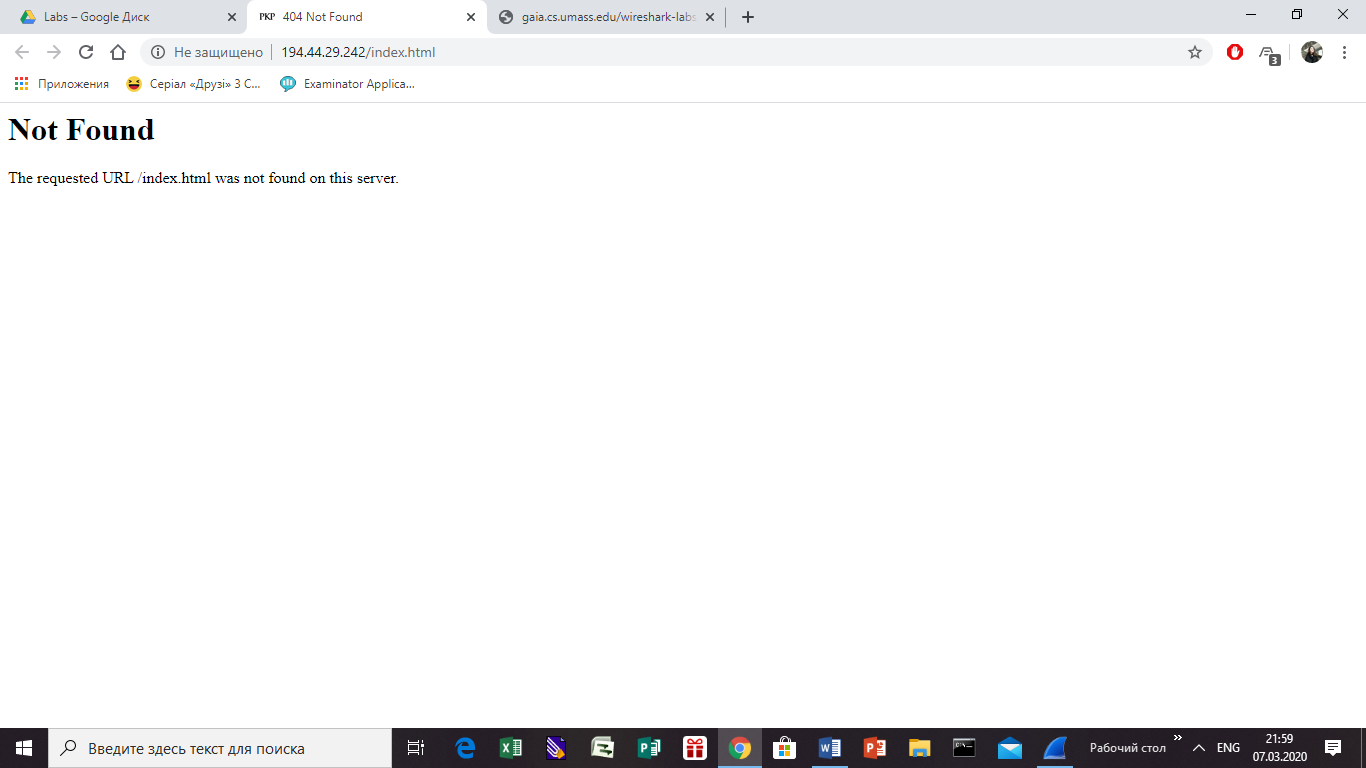 Labs – Google Диск
PKP 404 Not Found
gaia.cs.umass.edu/wireshark-labs
Не защищено 194.44.29.242/index.html
3
Приложения
Серіал «Друзі» 3 С...
Examinator Applica...
Not Found
The requested URL /index.html was not found on this server.
Введите здесь текст для поиска
Рабочий стол
ENG
21:59
07.03.2020